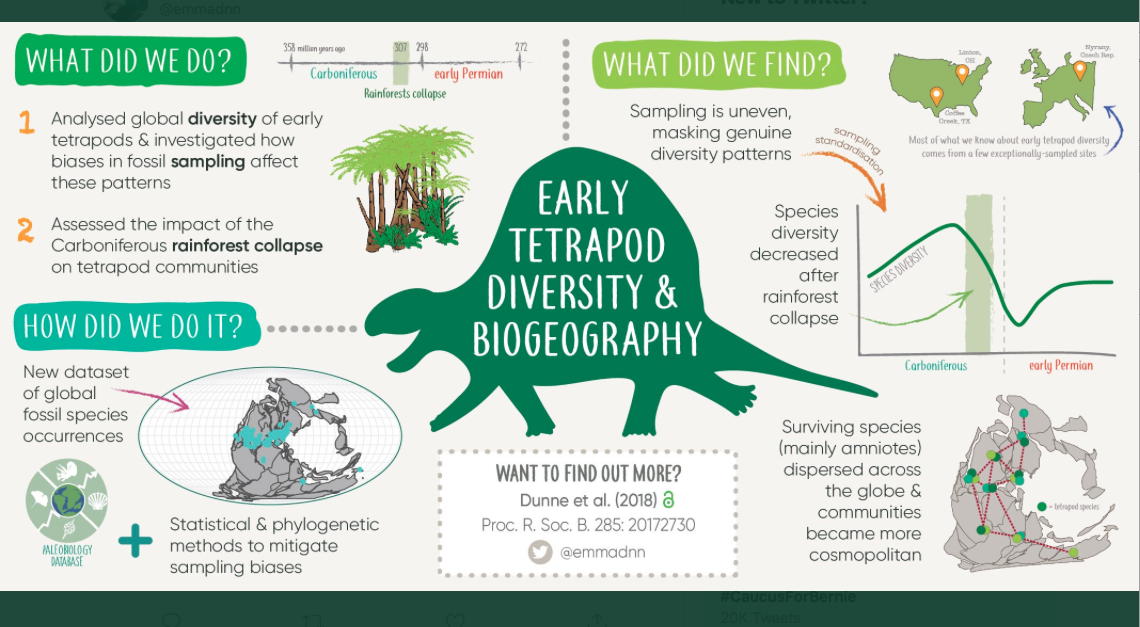 @emmadnn
New to Twitter?
WHAT DID WE DO?
358 million years ago 307 298 272
Carboniferous early Permian
Rainforests collapse
1 Analysed global diversity of early
tetrapods & investigated how
biases in fossil sampling affect
these patterns
2 Assessed the impact of the
Carboniferous rainforest collapse
on tetrapod communities
HOW DID WE DO IT?
New dataset
of global
fossil species
occurrences
PALEOBIOLOGY
DATABASE
+
Statistical & phylogenetic
methods to mitigate
sampling biases
EARLY
TETRAPOD
DIVERSITY &
BIOGEOGRAPHY
WANT TO FIND OUT MORE?
Dunne et al. (2018)
Proc. R. Soc. B. 285: 20172730
@emmadnn
WHAT DID WE FIND?
Sampling is uneven,
masking genuine
diversity patterns
sampling
standardisation
Linton,
OH
Coffee
Creek, TX
Nyrany,
Czech Rep.
Most of what we know about early tetrapod diversity
comes from a few exceptionally-sampled sites
Species
diversity
decreased
after
rainforest
collapse
SPECIES DIVERSITY
Carboniferous early Permian
Surviving species
(mainly amniotes)
dispersed across
the globe &
communities
became more
cosmopolitan
= tetrapod species
#CaucusForBernie
20K Tweets